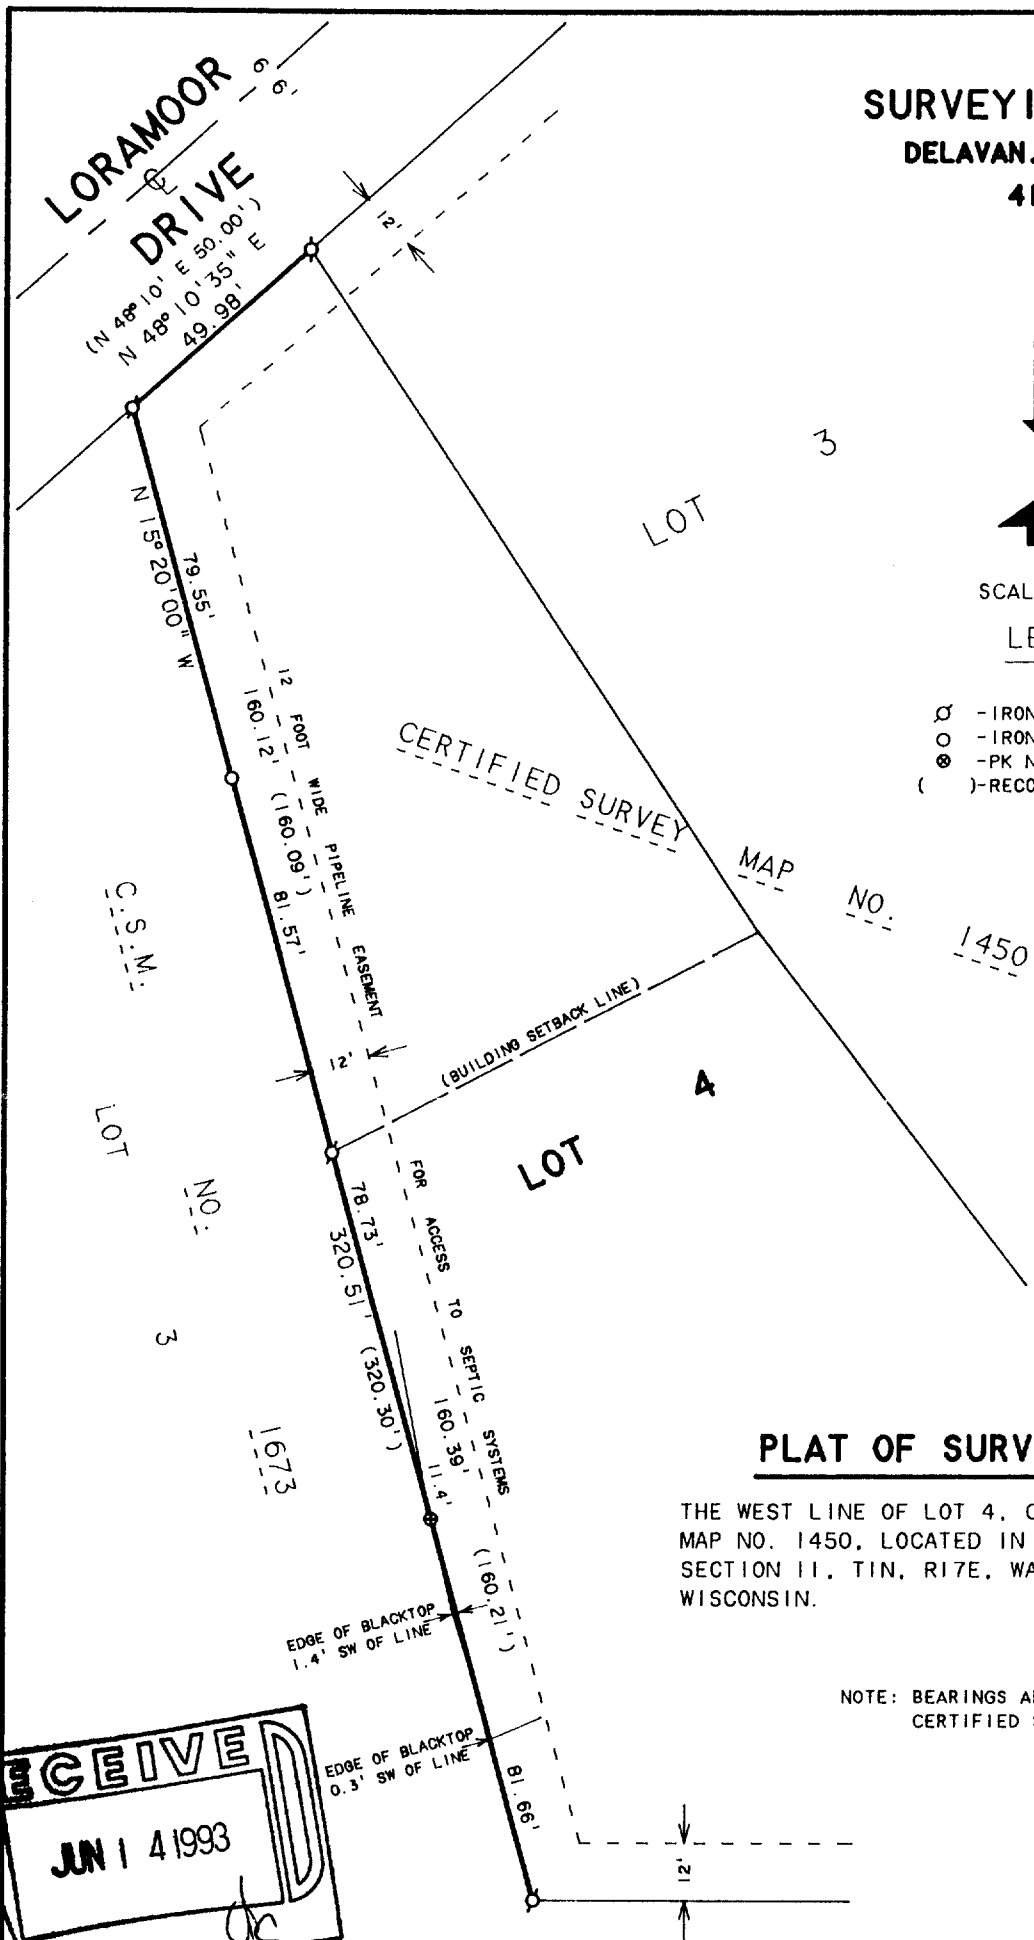 SURVEYI
DELAVAN,
LORAMOOR
DRIVE
66'
(N 48° 10' E 50.00')
N 48° 10' 35" E
49.98'
12'
LOT 3
N 15° 20' 00" W
79.55'
SCAL
LE
-IRON
-IRON
-PK N
( )-RECO
12 FOOT WIDE PIPELINE EASEMENT
160.12' (160.09')
81.57'
CERTIFIED SURVEY MAP NO. 1450
C.S.M. NO. 1673
LOT 3
12'
(BUILDING SETBACK LINE)
LOT 4
FOR ACCESS TO SEPTIC SYSTEMS
78.73'
320.51' (320.30')
160.39' (160.21')
11.4'
PLAT OF SURV
THE WEST LINE OF LOT 4, C
MAP NO. 1450, LOCATED IN
SECTION 11, T1N, R17E, WA
WISCONSIN.
EDGE OF BLACKTOP
1.4' SW OF LINE
EDGE OF BLACKTOP
0.3' SW OF LINE
81.66'
NOTE: BEARINGS A
CERTIFIED
12'
ECEIVED
JUN 14 1993